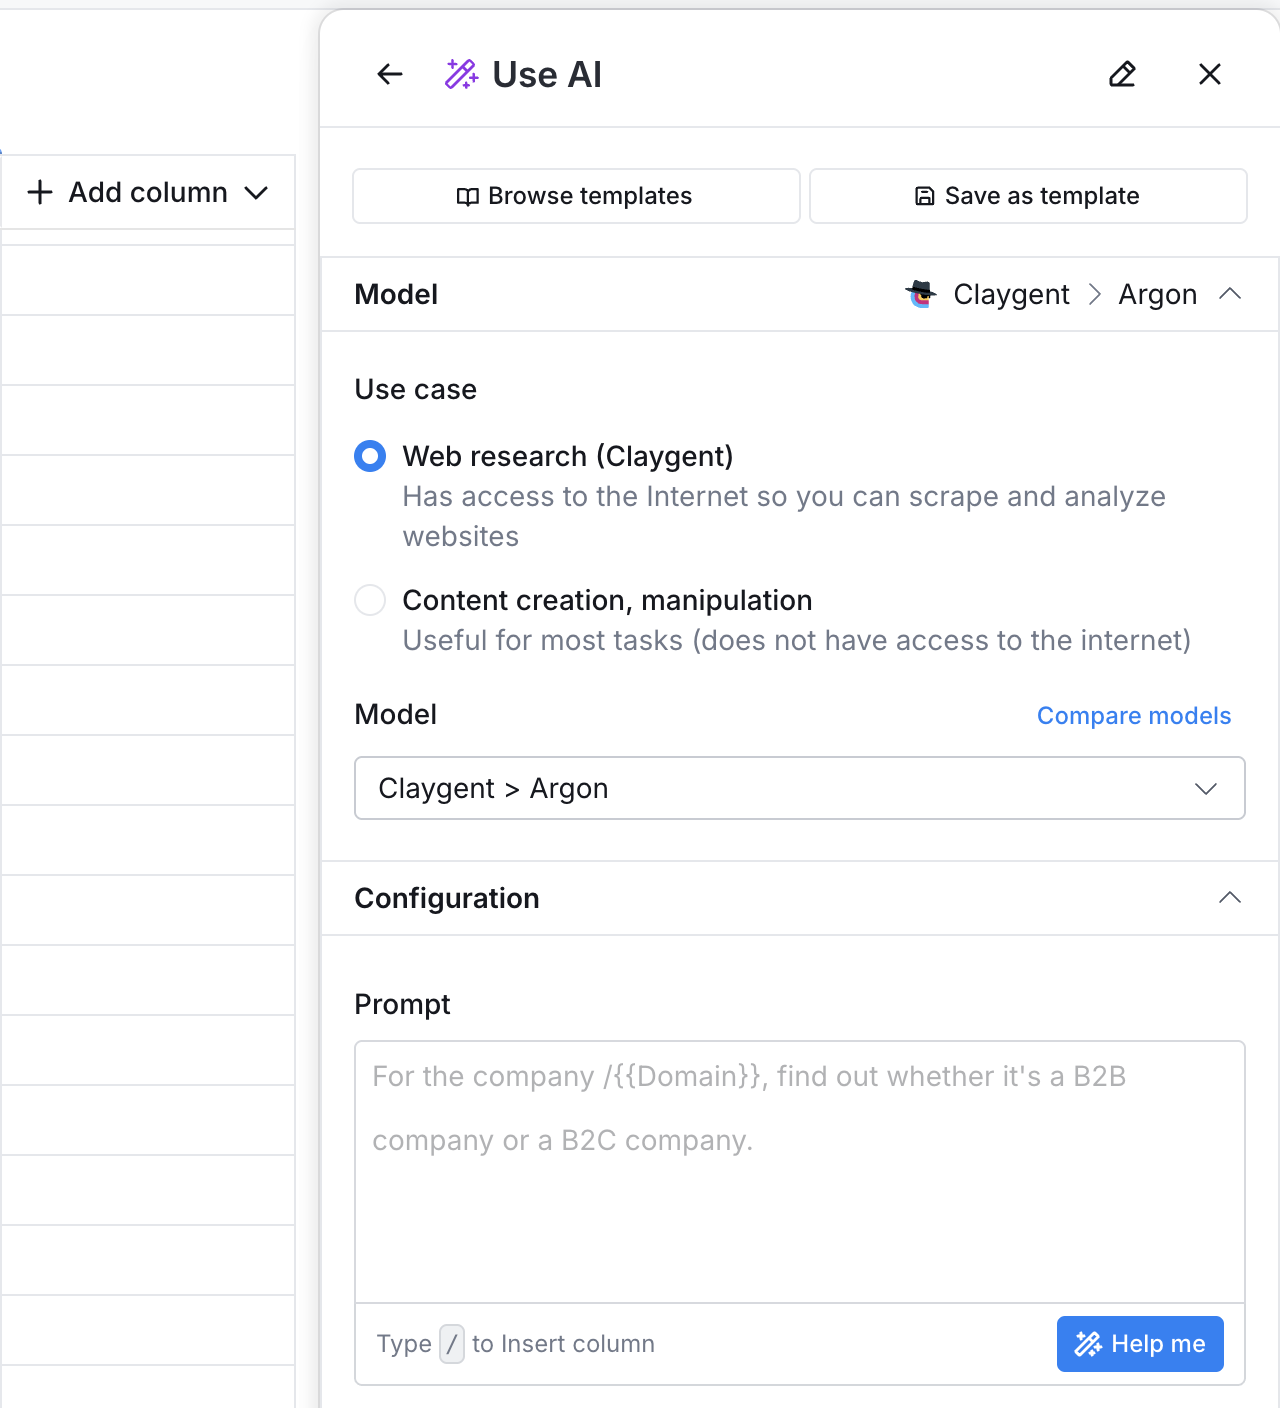 Use AI
Add column
Browse templates
Save as template
Model
Claygent > Argon
Use case
Web research (Claygent)
Has access to the Internet so you can scrape and analyze
websites
Content creation, manipulation
Useful for most tasks (does not have access to the internet)
Model
Compare models
Claygent > Argon
Configuration
Prompt
For the company /{{Domain}}, find out whether it's a B2B
company or a B2C company.
Type / to Insert column
Help me